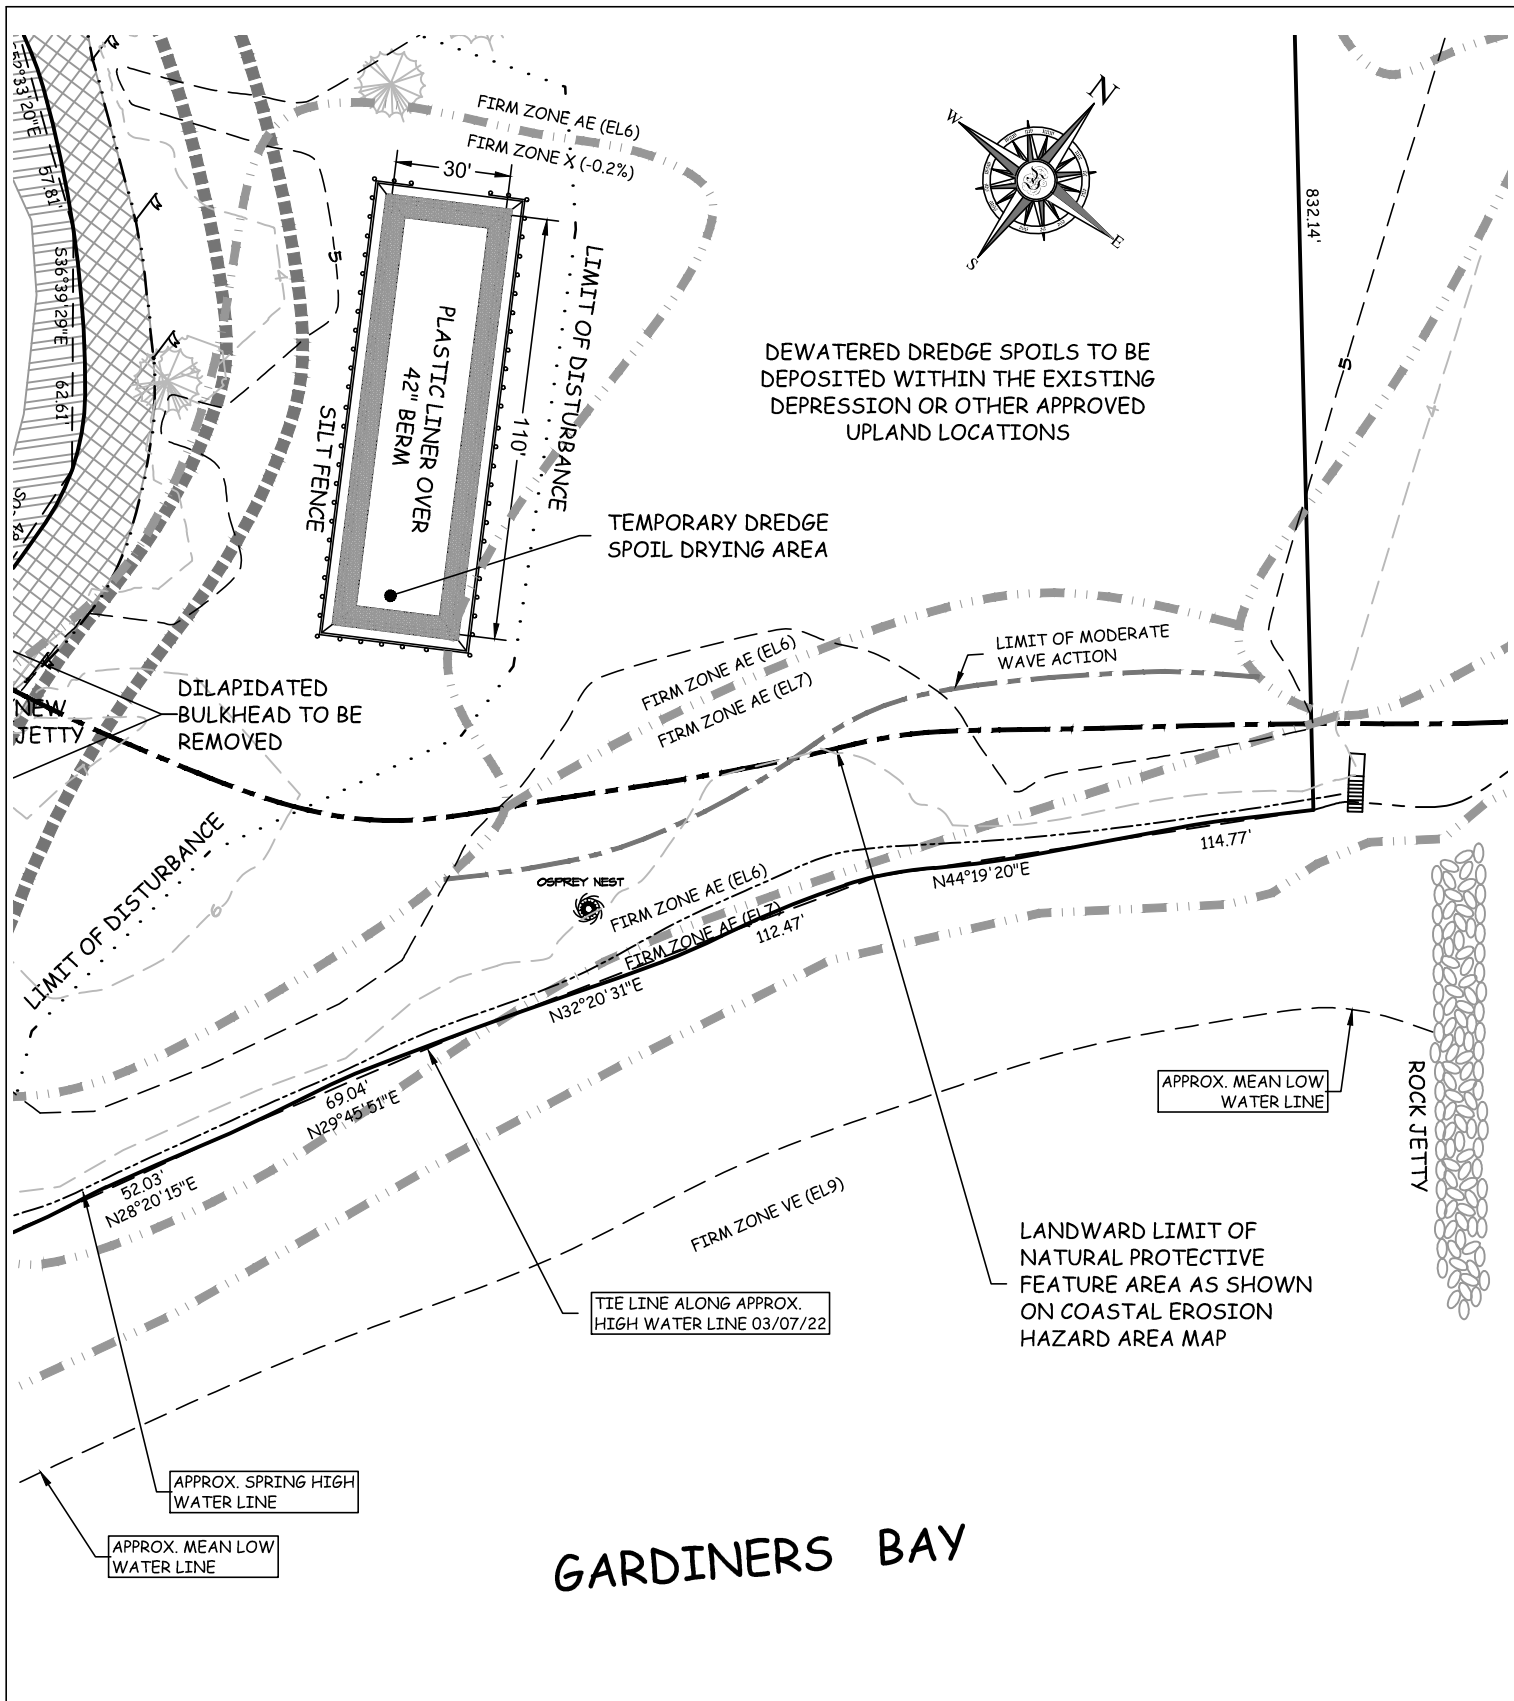 FIRM ZONE AE (EL6)
FIRM ZONE X (-0.2%)
N
W
E
S
30'
5
4
57.81'
S36°39'29"E
62.61'
832.14'
LIMIT OF DISTURBANCE
PLASTIC LINER OVER
42" BERM
110'
SILT FENCE
DEWATERED DREDGE SPOILS TO BE
DEPOSITED WITHIN THE EXISTING
DEPRESSION OR OTHER APPROVED
UPLAND LOCATIONS
5
4
TEMPORARY DREDGE
SPOIL DRYING AREA
LIMIT OF MODERATE
WAVE ACTION
FIRM ZONE AE (EL6)
FIRM ZONE AE (EL7)
DILAPIDATED
BULKHEAD TO BE
REMOVED
NEW
JETTY
LIMIT OF DISTURBANCE
6
OSPREY NEST
FIRM ZONE AE (EL6)
FIRM ZONE AE (EL7)
114.77'
N44°19'20"E
112.47'
N32°20'31"E
69.04'
N29°45'51"E
52.03'
N28°20'15"E
APPROX. MEAN LOW
WATER LINE
ROCK JETTY
FIRM ZONE VE (EL9)
LANDWARD LIMIT OF
NATURAL PROTECTIVE
FEATURE AREA AS SHOWN
ON COASTAL EROSION
HAZARD AREA MAP
TIE LINE ALONG APPROX.
HIGH WATER LINE 03/07/22
APPROX. SPRING HIGH
WATER LINE
APPROX. MEAN LOW
WATER LINE
GARDINERS BAY